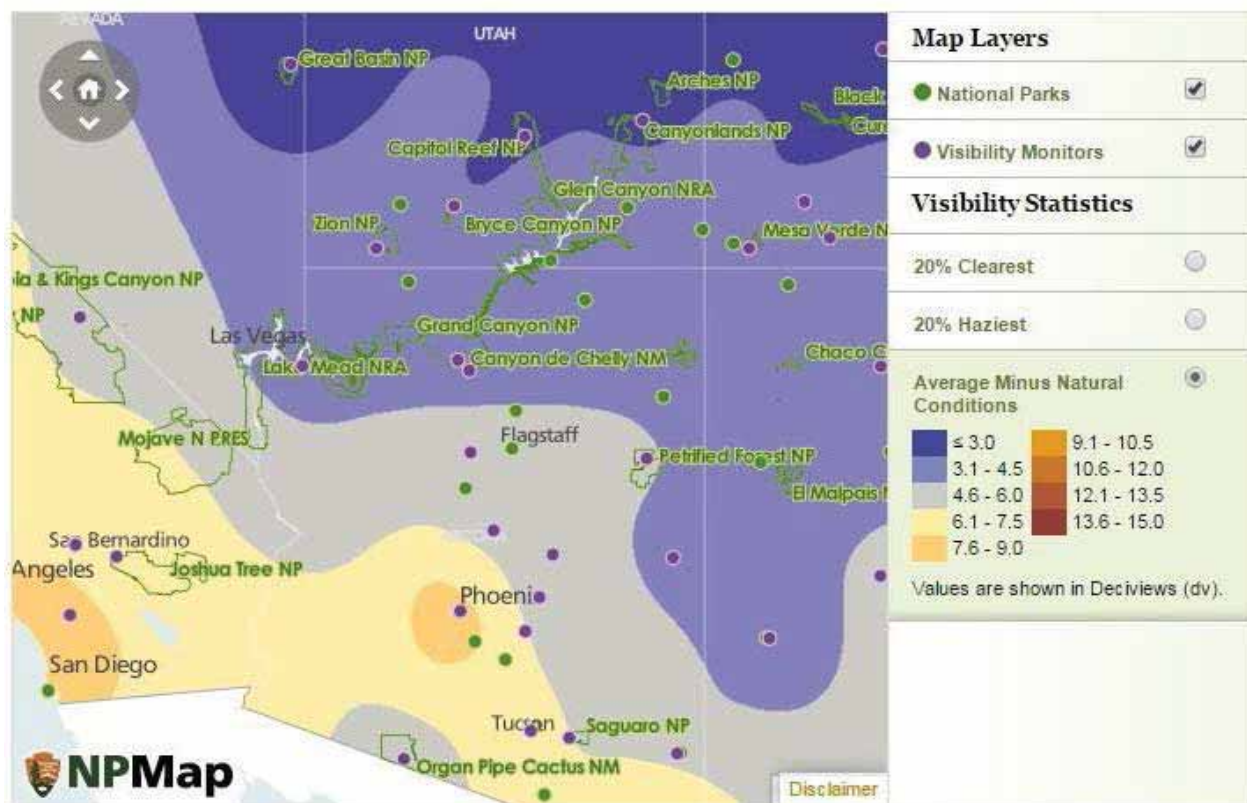 NEVADA
UTAH
Great Basin NP
Arches NP
Black
Canyonlands NP
Capitol Reef NP
Glen Canyon NRA
Zion NP
Bryce Canyon NP
Mesa Verde N
ia & Kings Canyon NP
NP
Las Vegas
Grand Canyon NP
Lake Mead NRA
Canyon de Chelly NM
Chaco C
Mojave N PRES
Flagstaff
Petrified Forest NP
El Malpais
San Bernardino
Angeles
Joshua Tree NP
Phoeni
San Diego
Tucson
Saguaro NP
Organ Pipe Cactus NM
NPMap
Disclaimer
Map Layers
National Parks
Visibility Monitors
Visibility Statistics
20% Clearest
20% Haziest
Average Minus Natural
Conditions
≤ 3.0
3.1 - 4.5
4.6 - 6.0
6.1 - 7.5
7.6 - 9.0
9.1 - 10.5
10.6 - 12.0
12.1 - 13.5
13.6 - 15.0
Values are shown in Deciviews (dv).